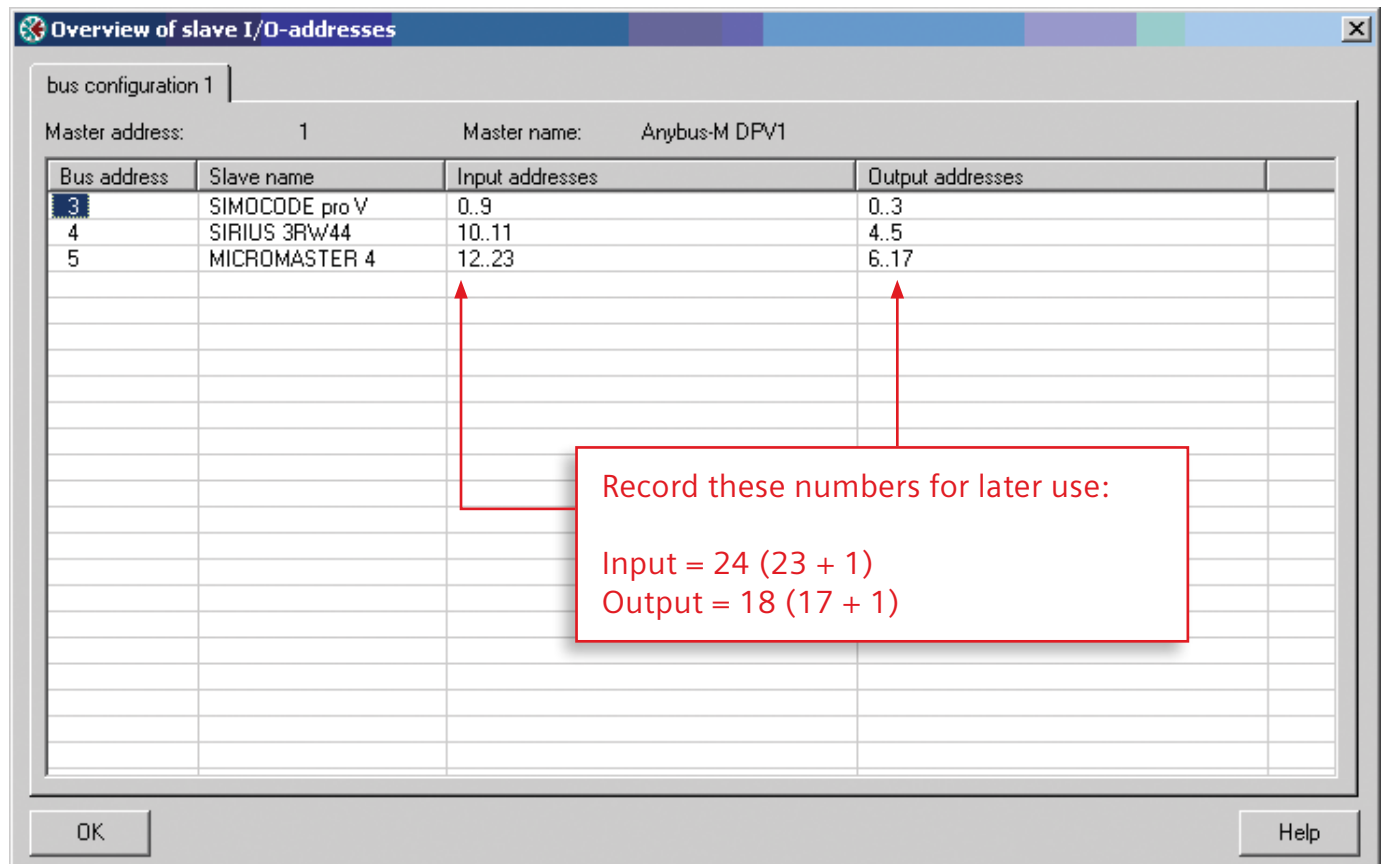 Overview of slave I/O-addresses
bus configuration 1
Master address: 1 Master name: Anybus-M DPV1
Bus address Slave name Input addresses Output addresses
3 SIMOCODE pro V 0..9 0..3
4 SIRIUS 3RW44 10..11 4..5
5 MICROMASTER 4 12..23 6..17
Record these numbers for later use:
Input = 24 (23 + 1)
Output = 18 (17 + 1)
OK Help